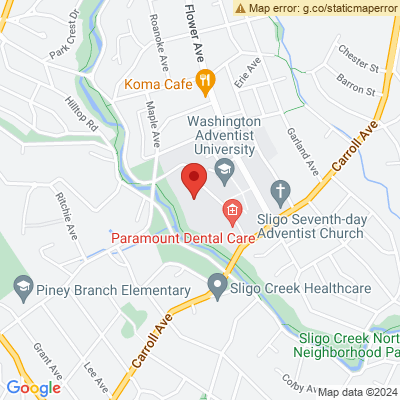 Map error: g.co/staticmaperror
Park Crest Dr
Roanoke Ave
Flower Ave
Chester St
Barron St
Erie Ave
Koma Cafe
Hilltop Rd
Maple Ave
Garland Ave
Carroll Ave
Washington
Adventist
University
Ritchie Ave
Sligo Seventh-day
Adventist Church
Paramount Dental Care
Piney Branch Elementary
Sligo Creek Healthcare
Carroll Ave
Sligo Creek Nort
Neighborhood Pa
Grant Ave
Lee Ave
Colby Ave
Google
Map data ©2024